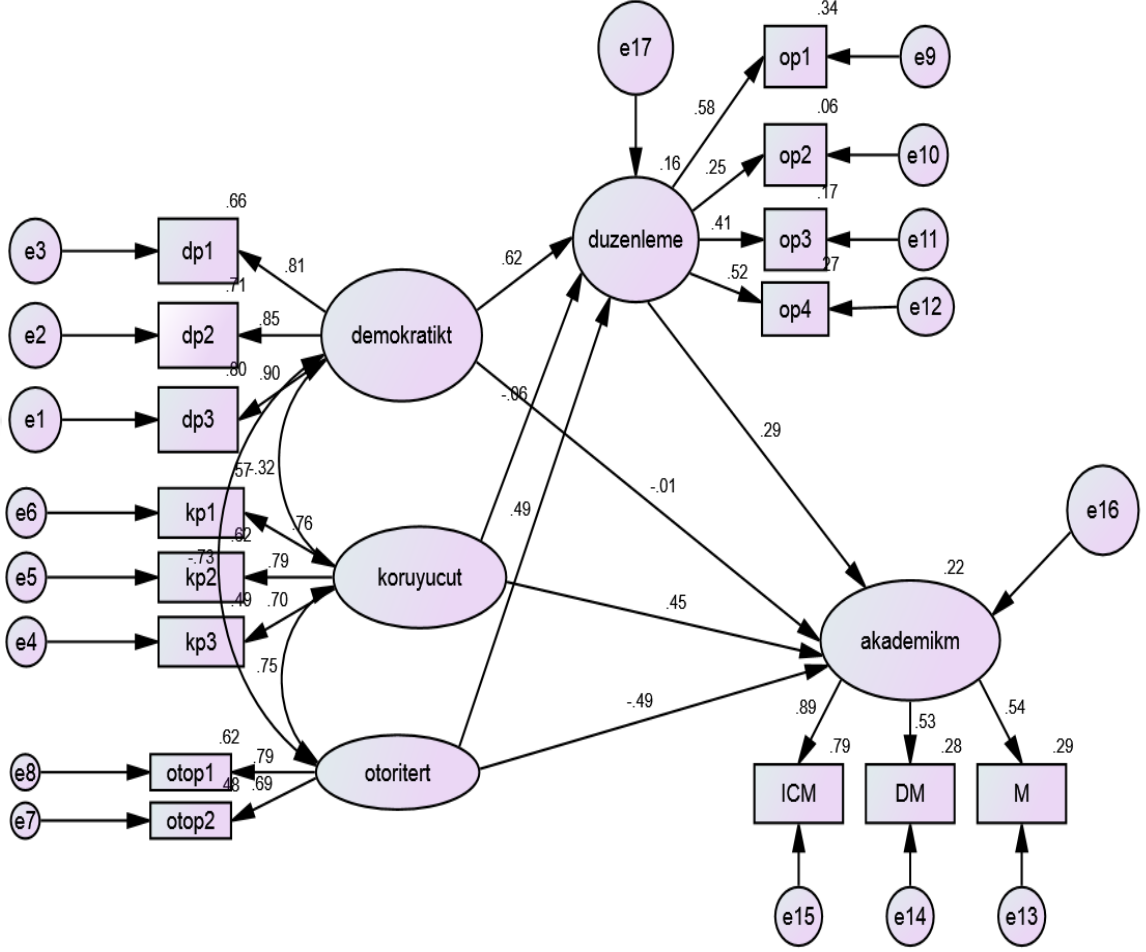 .34
e17
op1
e9
.58
.06
.16
.25
op2
e10
.17
.66
duzenleme
.41
op3
e11
e3
dp1
.81
.62
.27
.52
op4
e12
.71
e2
dp2
.85
demokratikt
.80
.90
e1
dp3
-.06
.29
.57
-.32
-.01
e6
kp1
.76
.49
e16
.62
-.73
e5
kp2
.79
koruyucut
.22
.49
.70
.45
e4
kp3
akademikm
.75
-.49
.89
.53
.54
.62
.79
.79
.28
.29
e8
otop1
otoritert
.48
.69
ICM
DM
M
e7
otop2
e15
e14
e13